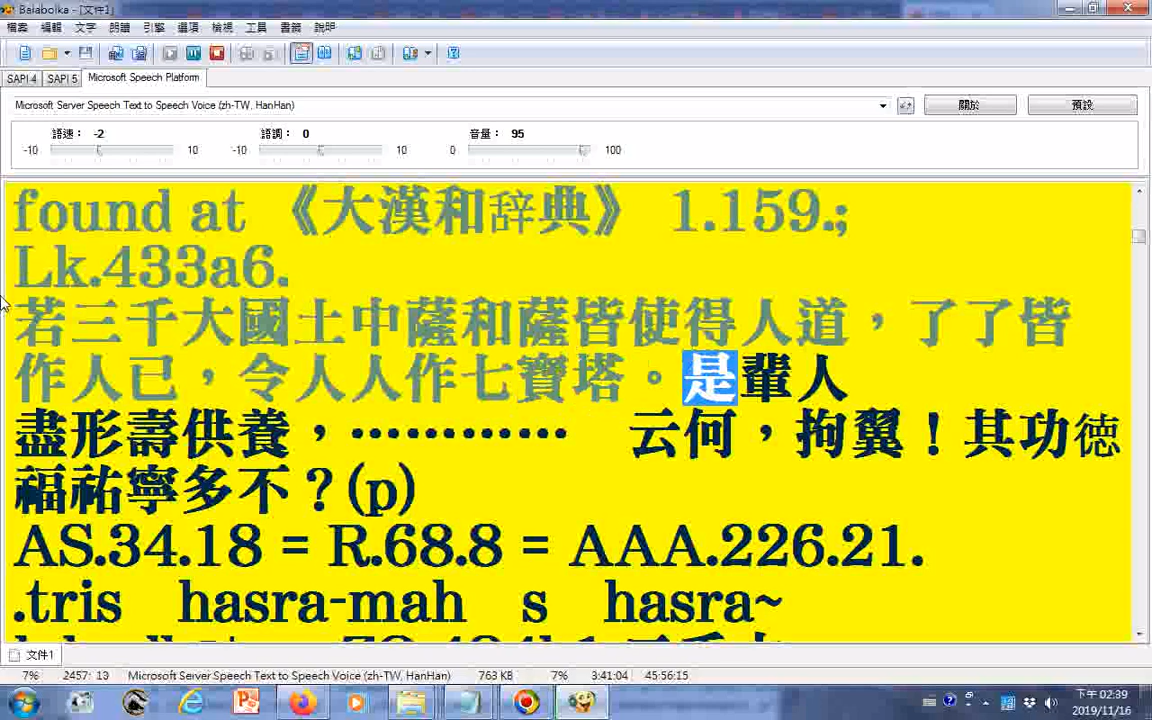 Balabolka - [文件1]
檔案 編輯 文字 朗讀 引擎 選項 檢視 工具 書籤 說明
SAPI 4 SAPI 5 Microsoft Speech Platform
Microsoft Server Speech Text to Speech Voice (zh-TW, HanHan) 關於 預設
語速： -2 語調： 0 音量： 95
-10 10 -10 10 0 100
found at 《大漢和辞典》 1.159.;
Lk.433a6.
若三千大國土中薩和薩皆使得人道，了了皆
作人已，令人人作七寶塔。是輩人
盡形壽供養，………… 云何，拘翼！其功德
福祐寧多不？(p)
AS.34.18 = R.68.8 = AAA.226.21.
.tris hasra-mah s hasra~
文件1
7% 2457: 13 Microsoft Server Speech Text to Speech Voice (zh-TW, HanHan) 763 KB 7% 3:41:04 45:56:15
下午 02:39
2019/11/16